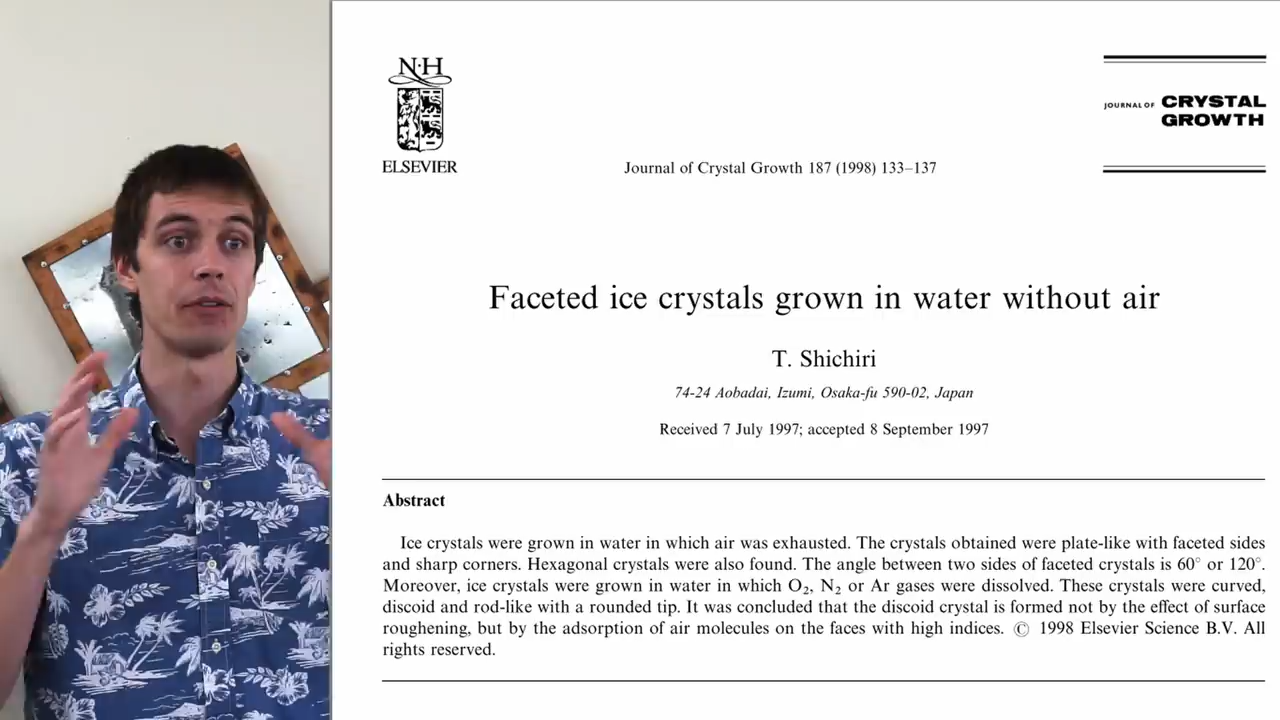 N·H
ELSEVIER
JOURNAL OF CRYSTAL
GROWTH
Journal of Crystal Growth 187 (1998) 133–137
Faceted ice crystals grown in water without air
T. Shichiri
74-24 Aobadai, Izumi, Osaka-fu 590-02, Japan
Received 7 July 1997; accepted 8 September 1997
Abstract
Ice crystals were grown in water in which air was exhausted. The crystals obtained were plate-like with faceted sides
and sharp corners. Hexagonal crystals were also found. The angle between two sides of faceted crystals is 60° or 120°.
Moreover, ice crystals were grown in water in which O₂, N₂ or Ar gases were dissolved. These crystals were curved,
discoid and rod-like with a rounded tip. It was concluded that the discoid crystal is formed not by the effect of surface
roughening, but by the adsorption of air molecules on the faces with high indices. © 1998 Elsevier Science B.V. All
rights reserved.